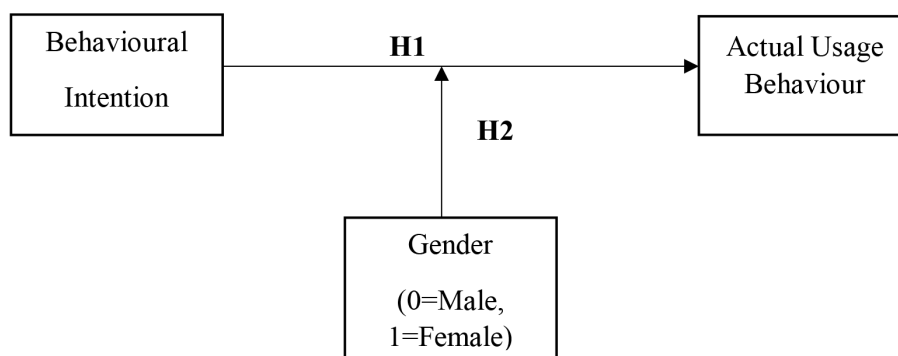 Behavioural
Intention
H1
Actual Usage
Behaviour
H2
Gender
(0=Male,
1=Female)